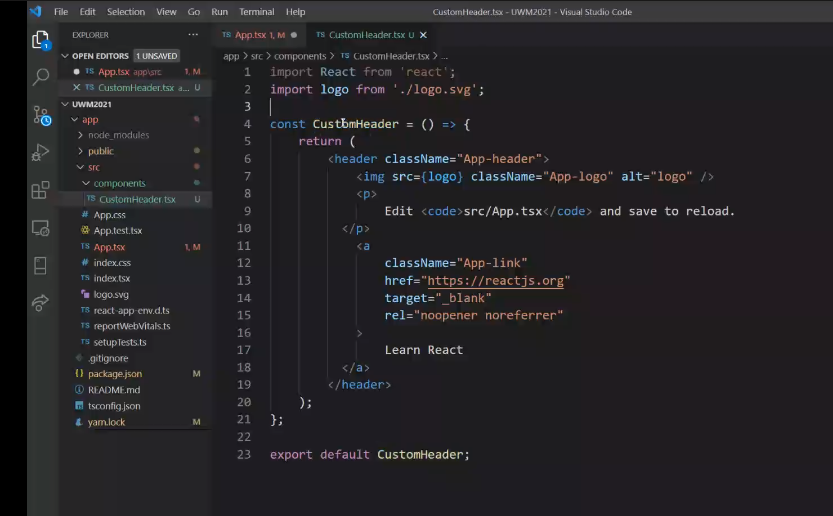 File Edit Selection View Go Run Terminal Help CustomHeader.tsx - UWM2021 - Visual Studio Code
EXPLORER ...
OPEN EDITORS 1 UNSAVED
TS App.tsx app\src 1, M
TS CustomHeader.tsx a... U
UWM2021
app
node_modules
public
src
components
TS CustomHeader.tsx U
# App.css
App.test.tsx
TS App.tsx 1, M
# index.css
TS index.tsx
logo.svg
TS react-app-env.d.ts
TS reportWebVitals.ts
TS setupTests.ts
.gitignore
{} package.json M
README.md
tsconfig.json
yarn.lock M
1
TS App.tsx 1, M TS CustomHeader.tsx U
app > src > components > TS CustomHeader.tsx > ...
1 import React from 'react';
2 import logo from './logo.svg';
3
4 const CustomHeader = () => {
5 return (
6 <header className="App-header">
7 <img src={logo} className="App-logo" alt="logo" />
8 <p>
9 Edit <code>src/App.tsx</code> and save to reload.
10 </p>
11 <a
12 className="App-link"
13 href="https://reactjs.org"
14 target="_blank"
15 rel="noopener noreferrer"
16 >
17 Learn React
18 </a>
19 </header>
20 );
21 };
22
23 export default CustomHeader;